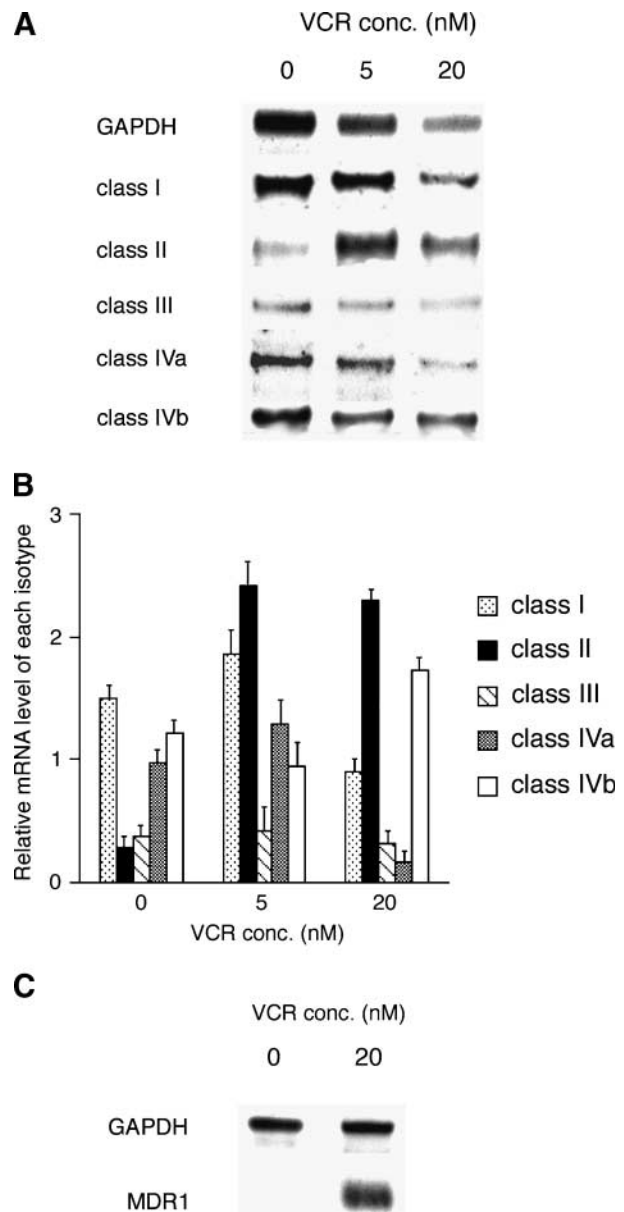 A
VCR conc. (nM)
0 5 20
GAPDH
class I
class II
class III
class IVa
class IVb
B
Relative mRNA level of each isotype
3
2
1
0
0 5 20
VCR conc. (nM)
class I
class II
class III
class IVa
class IVb
C
VCR conc. (nM)
0 20
GAPDH
MDR1